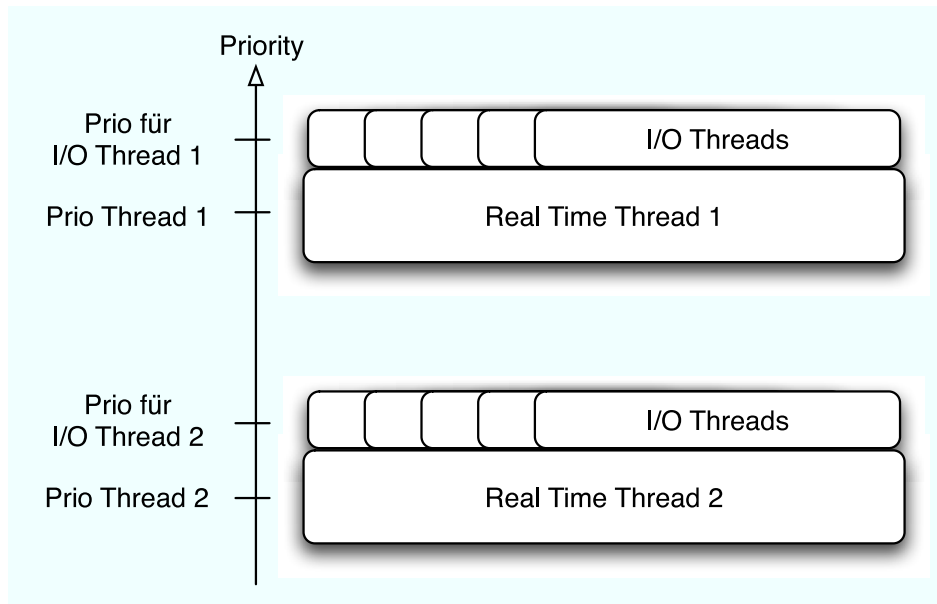 Priority
Prio für
I/O Thread 1
I/O Threads
Prio Thread 1
Real Time Thread 1
Prio für
I/O Thread 2
I/O Threads
Prio Thread 2
Real Time Thread 2